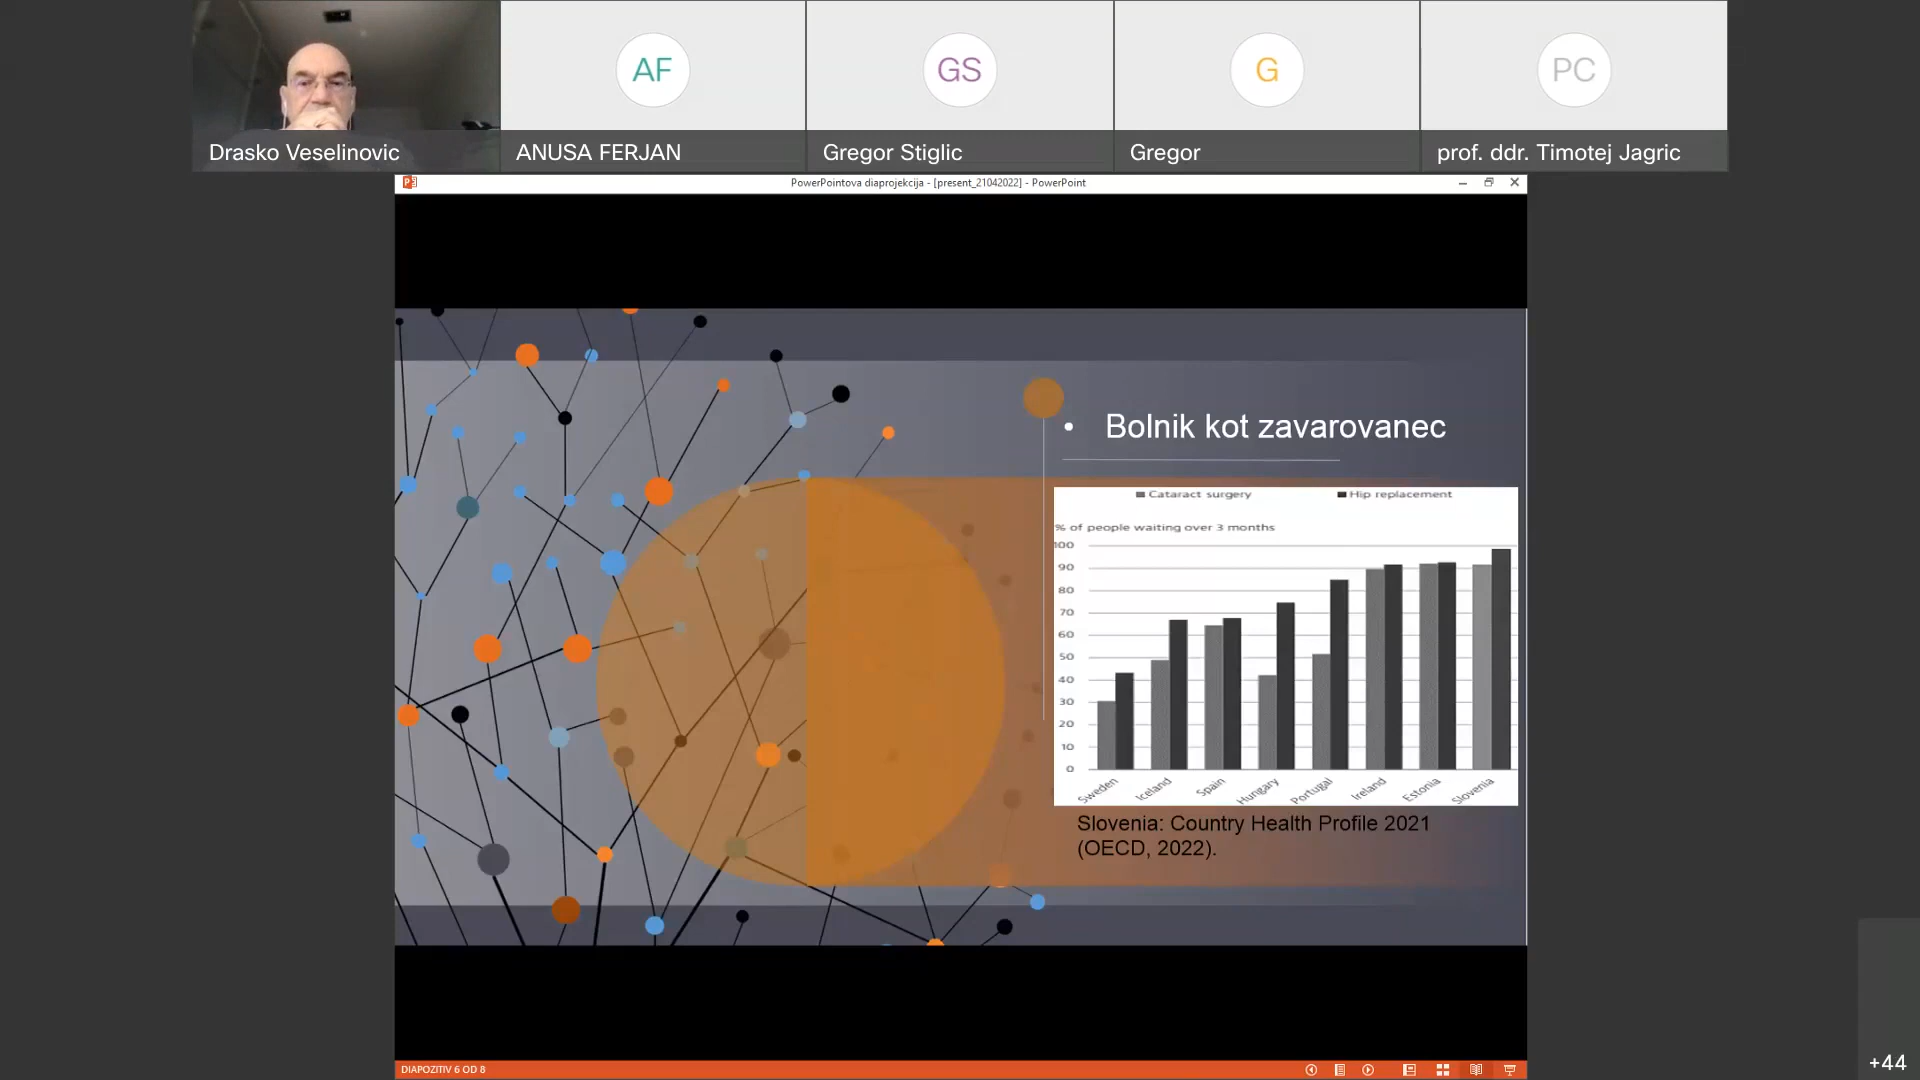 AF
GS
G
PC
Drasko Veselinovic
ANUSA FERJAN
Gregor Stiglic
Gregor
prof. ddr. Timotej Jagric
PowerPointova diaprojekcija - [present_21042022] - PowerPoint
• Bolnik kot zavarovanec
Cataract surgery
Hip replacement
% of people waiting over 3 months
100
90
80
70
60
50
40
30
20
10
0
Sweden
Iceland
Spain
Hungary
Portugal
Ireland
Estonia
Slovenia
Slovenia: Country Health Profile 2021
(OECD, 2022).
DIAPOZITIV 6 OD 8
+44